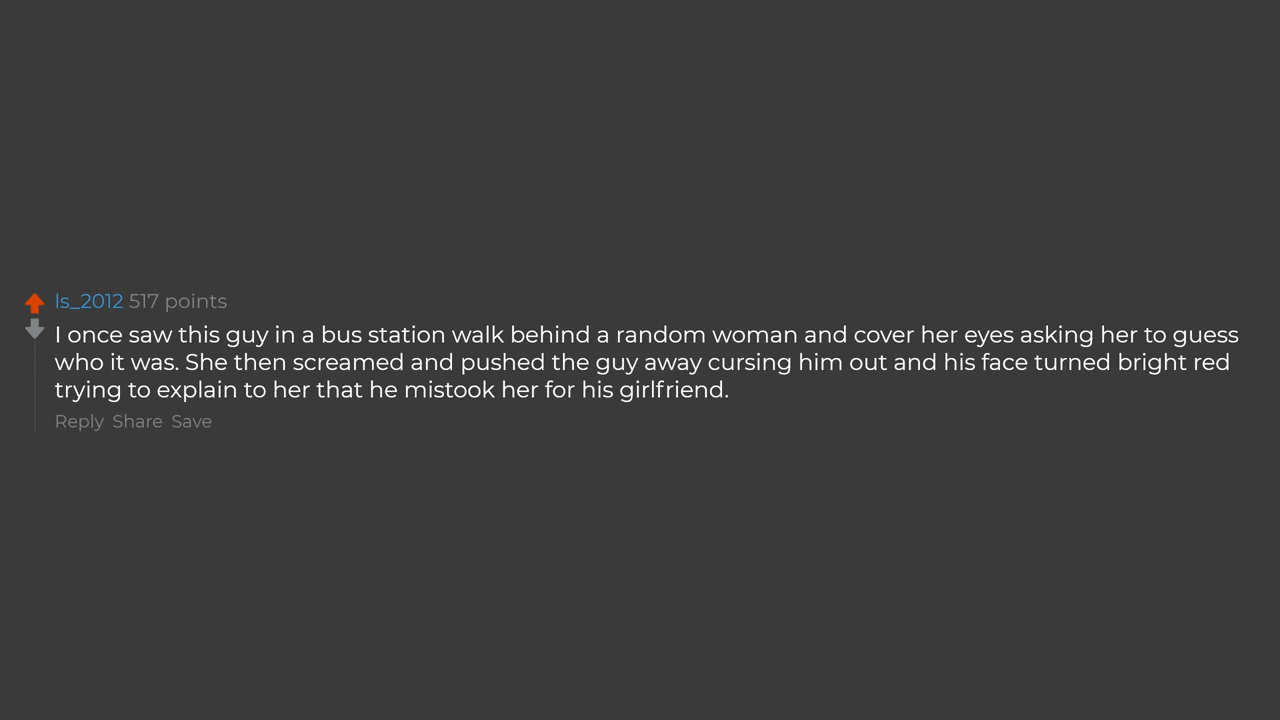 ls_2012 517 points
I once saw this guy in a bus station walk behind a random woman and cover her eyes asking her to guess
who it was. She then screamed and pushed the guy away cursing him out and his face turned bright red
trying to explain to her that he mistook her for his girlfriend.
Reply Share Save